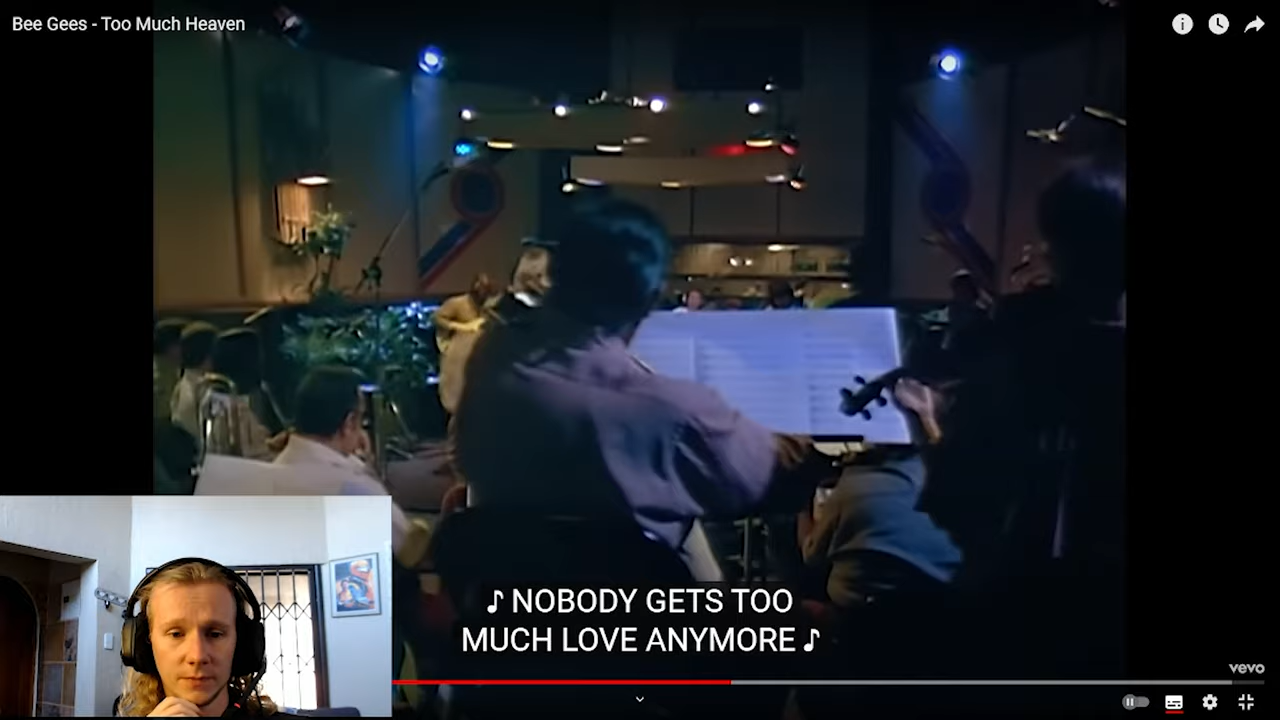 Bee Gees - Too Much Heaven
♪ NOBODY GETS TOO
MUCH LOVE ANYMORE ♪
vevo